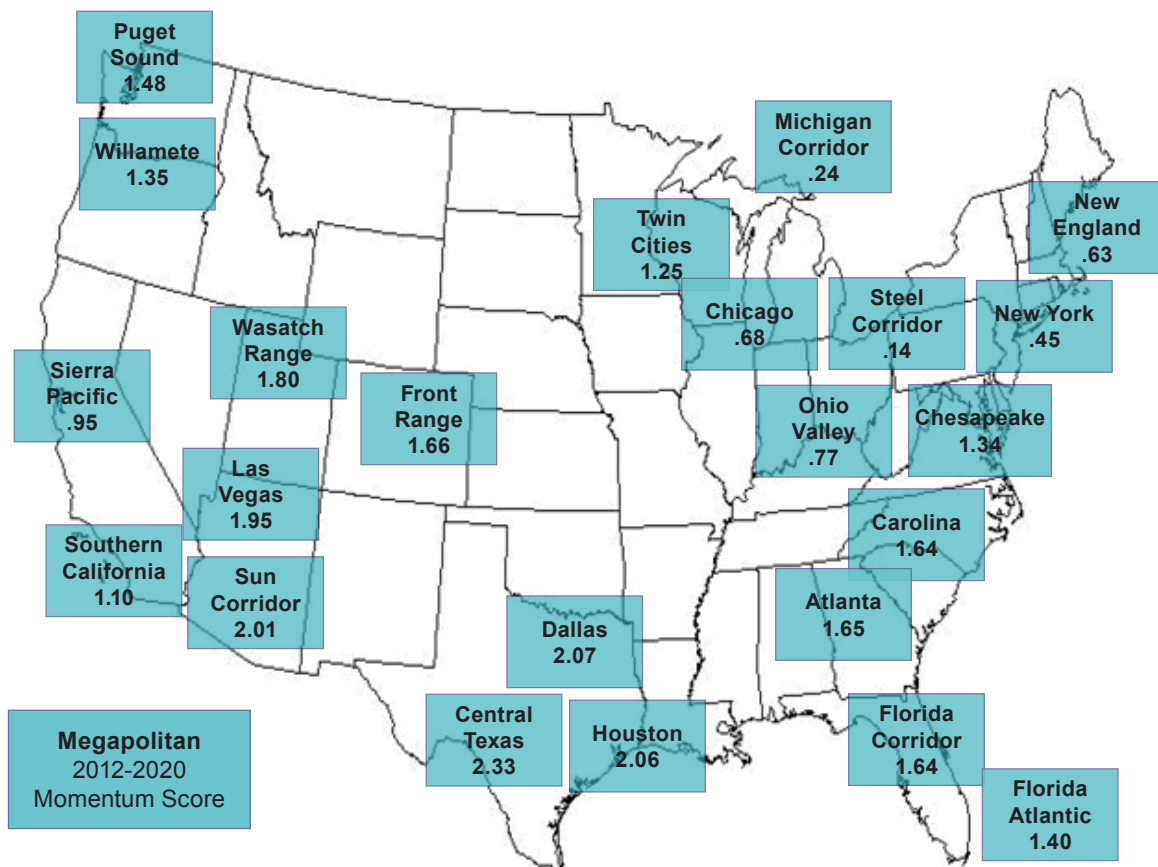 Puget
Sound
1.48
Willamete
1.35
Michigan
Corridor
.24
Twin
Cities
1.25
New
England
.63
Chicago
.68
Steel
Corridor
.14
New York
.45
Wasatch
Range
1.80
Sierra
Pacific
.95
Front
Range
1.66
Ohio
Valley
.77
Chesapeake
1.34
Las
Vegas
1.95
Carolina
1.64
Southern
California
1.10
Sun
Corridor
2.01
Atlanta
1.65
Dallas
2.07
Central
Texas
2.33
Houston
2.06
Florida
Corridor
1.64
Florida
Atlantic
1.40
Megapolitan
2012-2020
Momentum Score